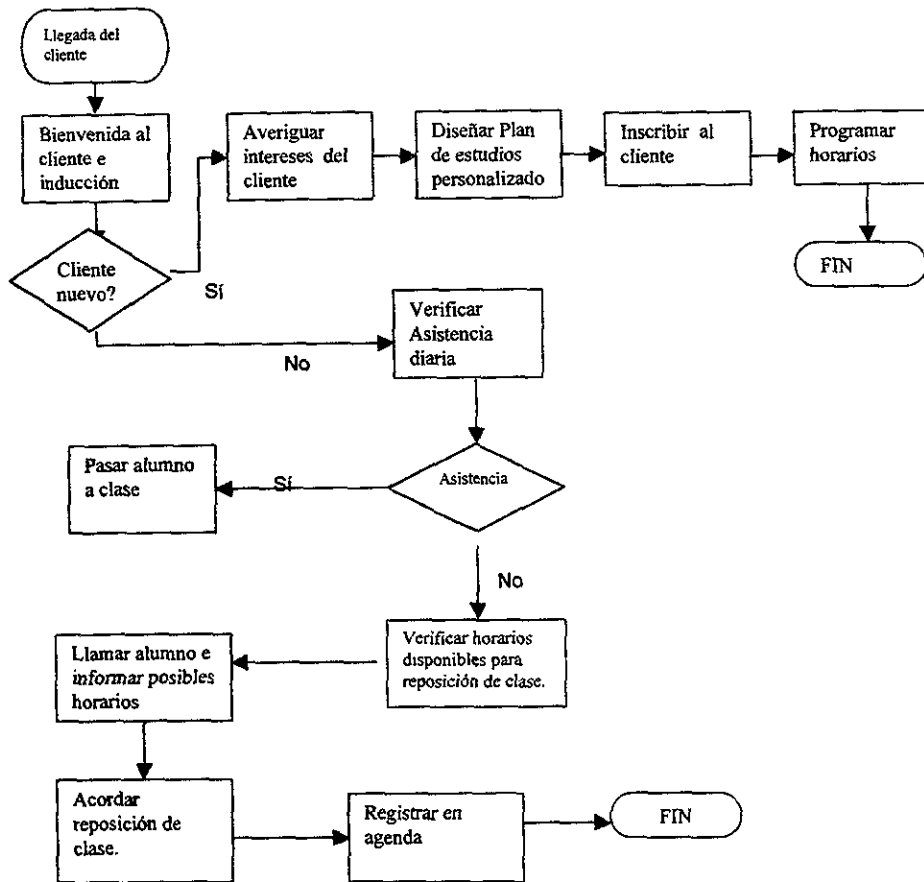 Llegada del
cliente
Bienvenida al
cliente e
inducción
Averiguar
intereses del
cliente
Diseñar Plan
de estudios
personalizado
Inscribir al
cliente
Programar
horarios
FIN
Cliente
nuevo?
Sí
No
Verificar
Asistencia
diaria
Asistencia
Sí
Pasar alumno
a clase
No
Verificar horarios
disponibles para
reposición de clase.
Llamar alumno e
informar posibles
horarios
Acordar
reposición de
clase.
Registrar en
agenda
FIN